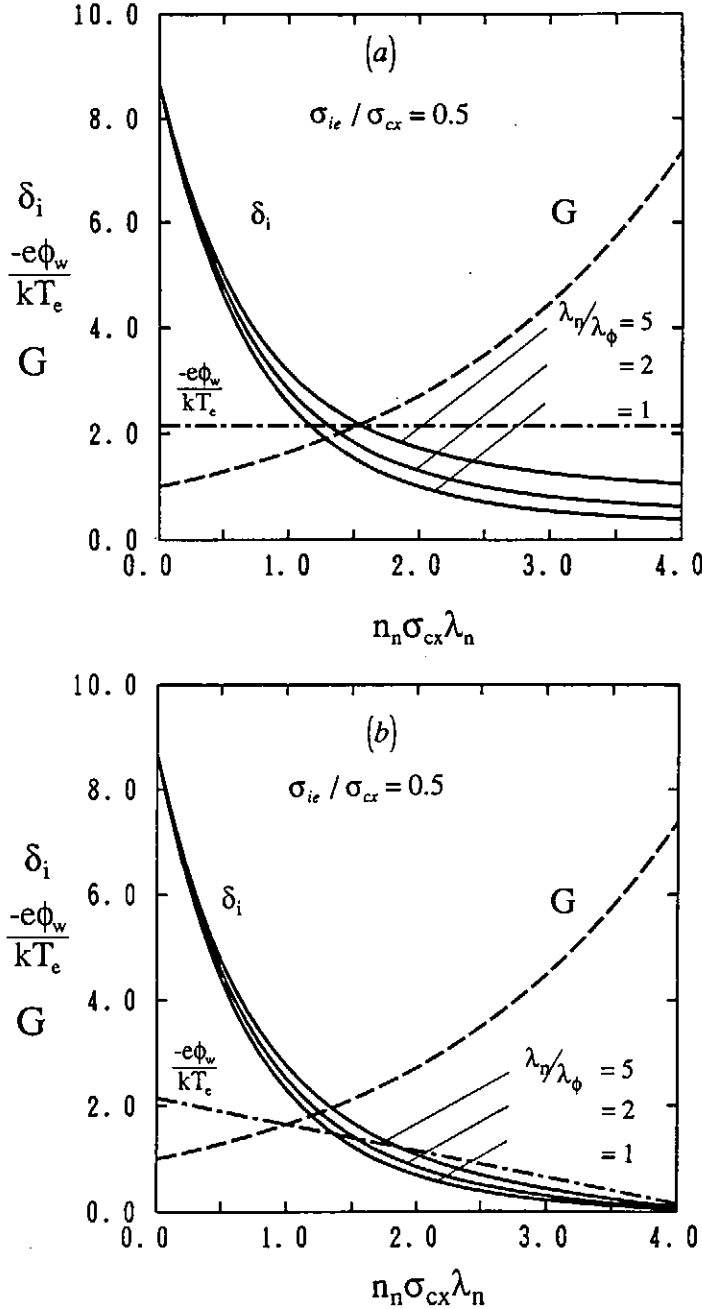 10.0
(a)
σie / σcx = 0.5
8.0
δi
δi
G
6.0
-eϕw
kTe
λn/λϕ = 5
4.0
G
= 2
-eϕw
kTe
= 1
2.0
0.0
0.0 1.0 2.0 3.0 4.0
nnσcxλn
10.0
(b)
σie / σcx = 0.5
8.0
δi
δi
G
6.0
-eϕw
kTe
4.0
G
-eϕw
kTe
λn/λϕ = 5
2.0
= 2
= 1
0.0
0.0 1.0 2.0 3.0 4.0
nnσcxλn